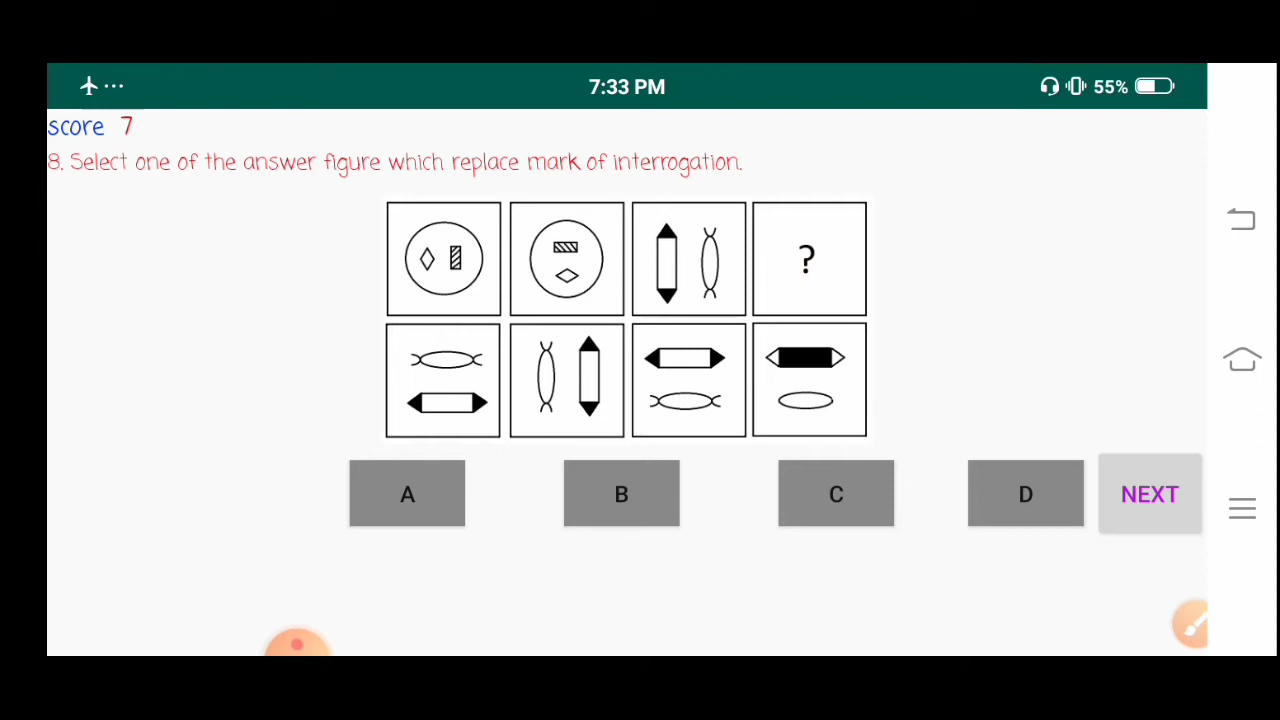 7:33 PM
55%
score 7
8. Select one of the answer figure which replace mark of interrogation.
?
A B C D NEXT